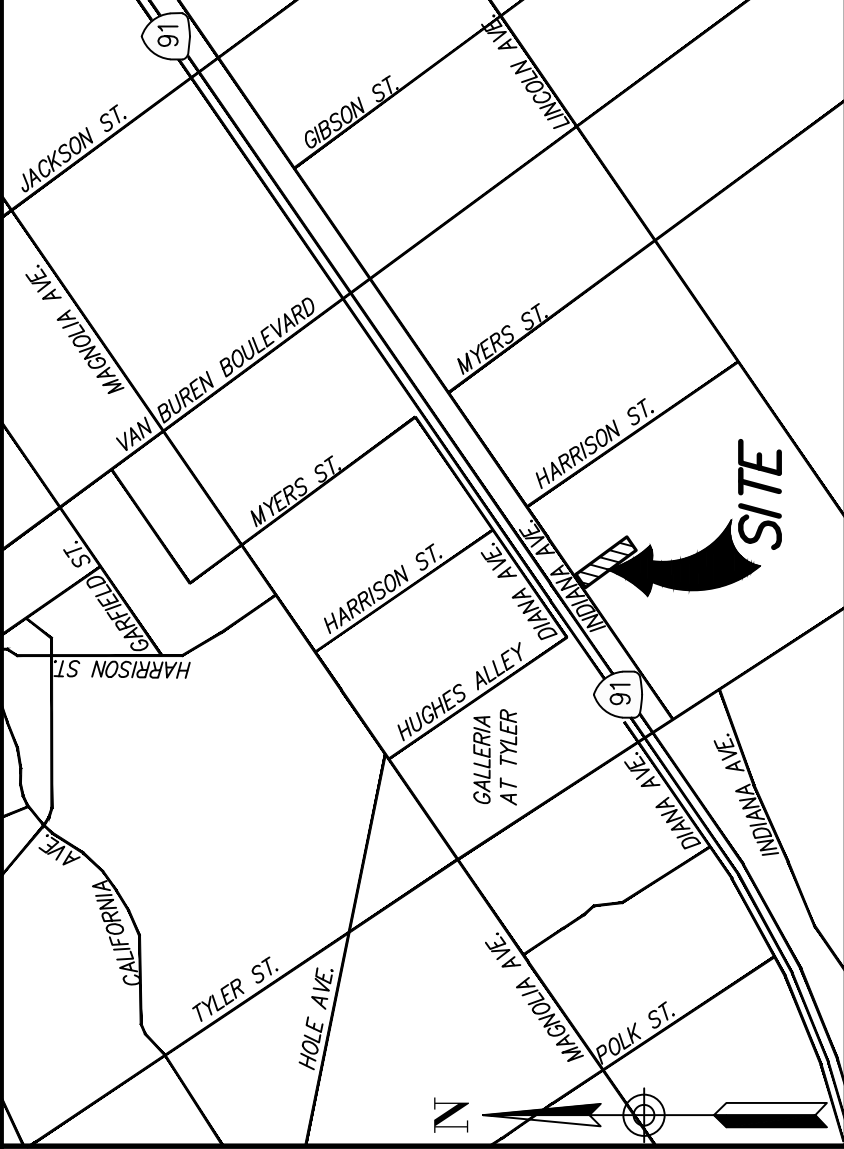 91
JACKSON ST.
GIBSON ST.
LINCOLN AVE.
MAGNOLIA AVE.
VAN BUREN BOULEVARD
MYERS ST.
MYERS ST.
HARRISON ST.
SITE
GARFIELD ST.
HARRISON ST.
HARRISON ST.
DIANA AVE.
INDIANA AVE.
HUGHES ALLEY
91
GALLERIA
AT TYLER
DIANA AVE.
INDIANA AVE.
CALIFORNIA
AVE.
TYLER ST.
HOLE AVE.
MAGNOLIA AVE.
POLK ST.
N